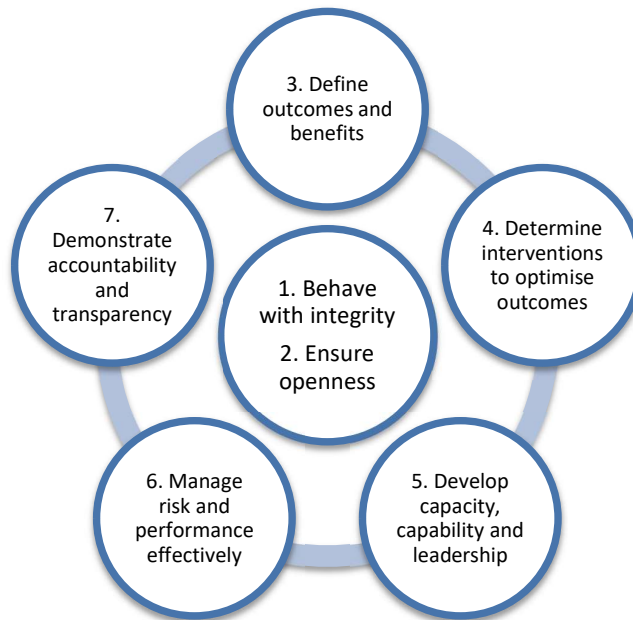 3. Define
outcomes and
benefits
4. Determine
interventions
to optimise
outcomes
5. Develop
capacity,
capability and
leadership
6. Manage
risk and
performance
effectively
7.
Demonstrate
accountability
and
transparency
1. Behave
with integrity
2. Ensure
openness